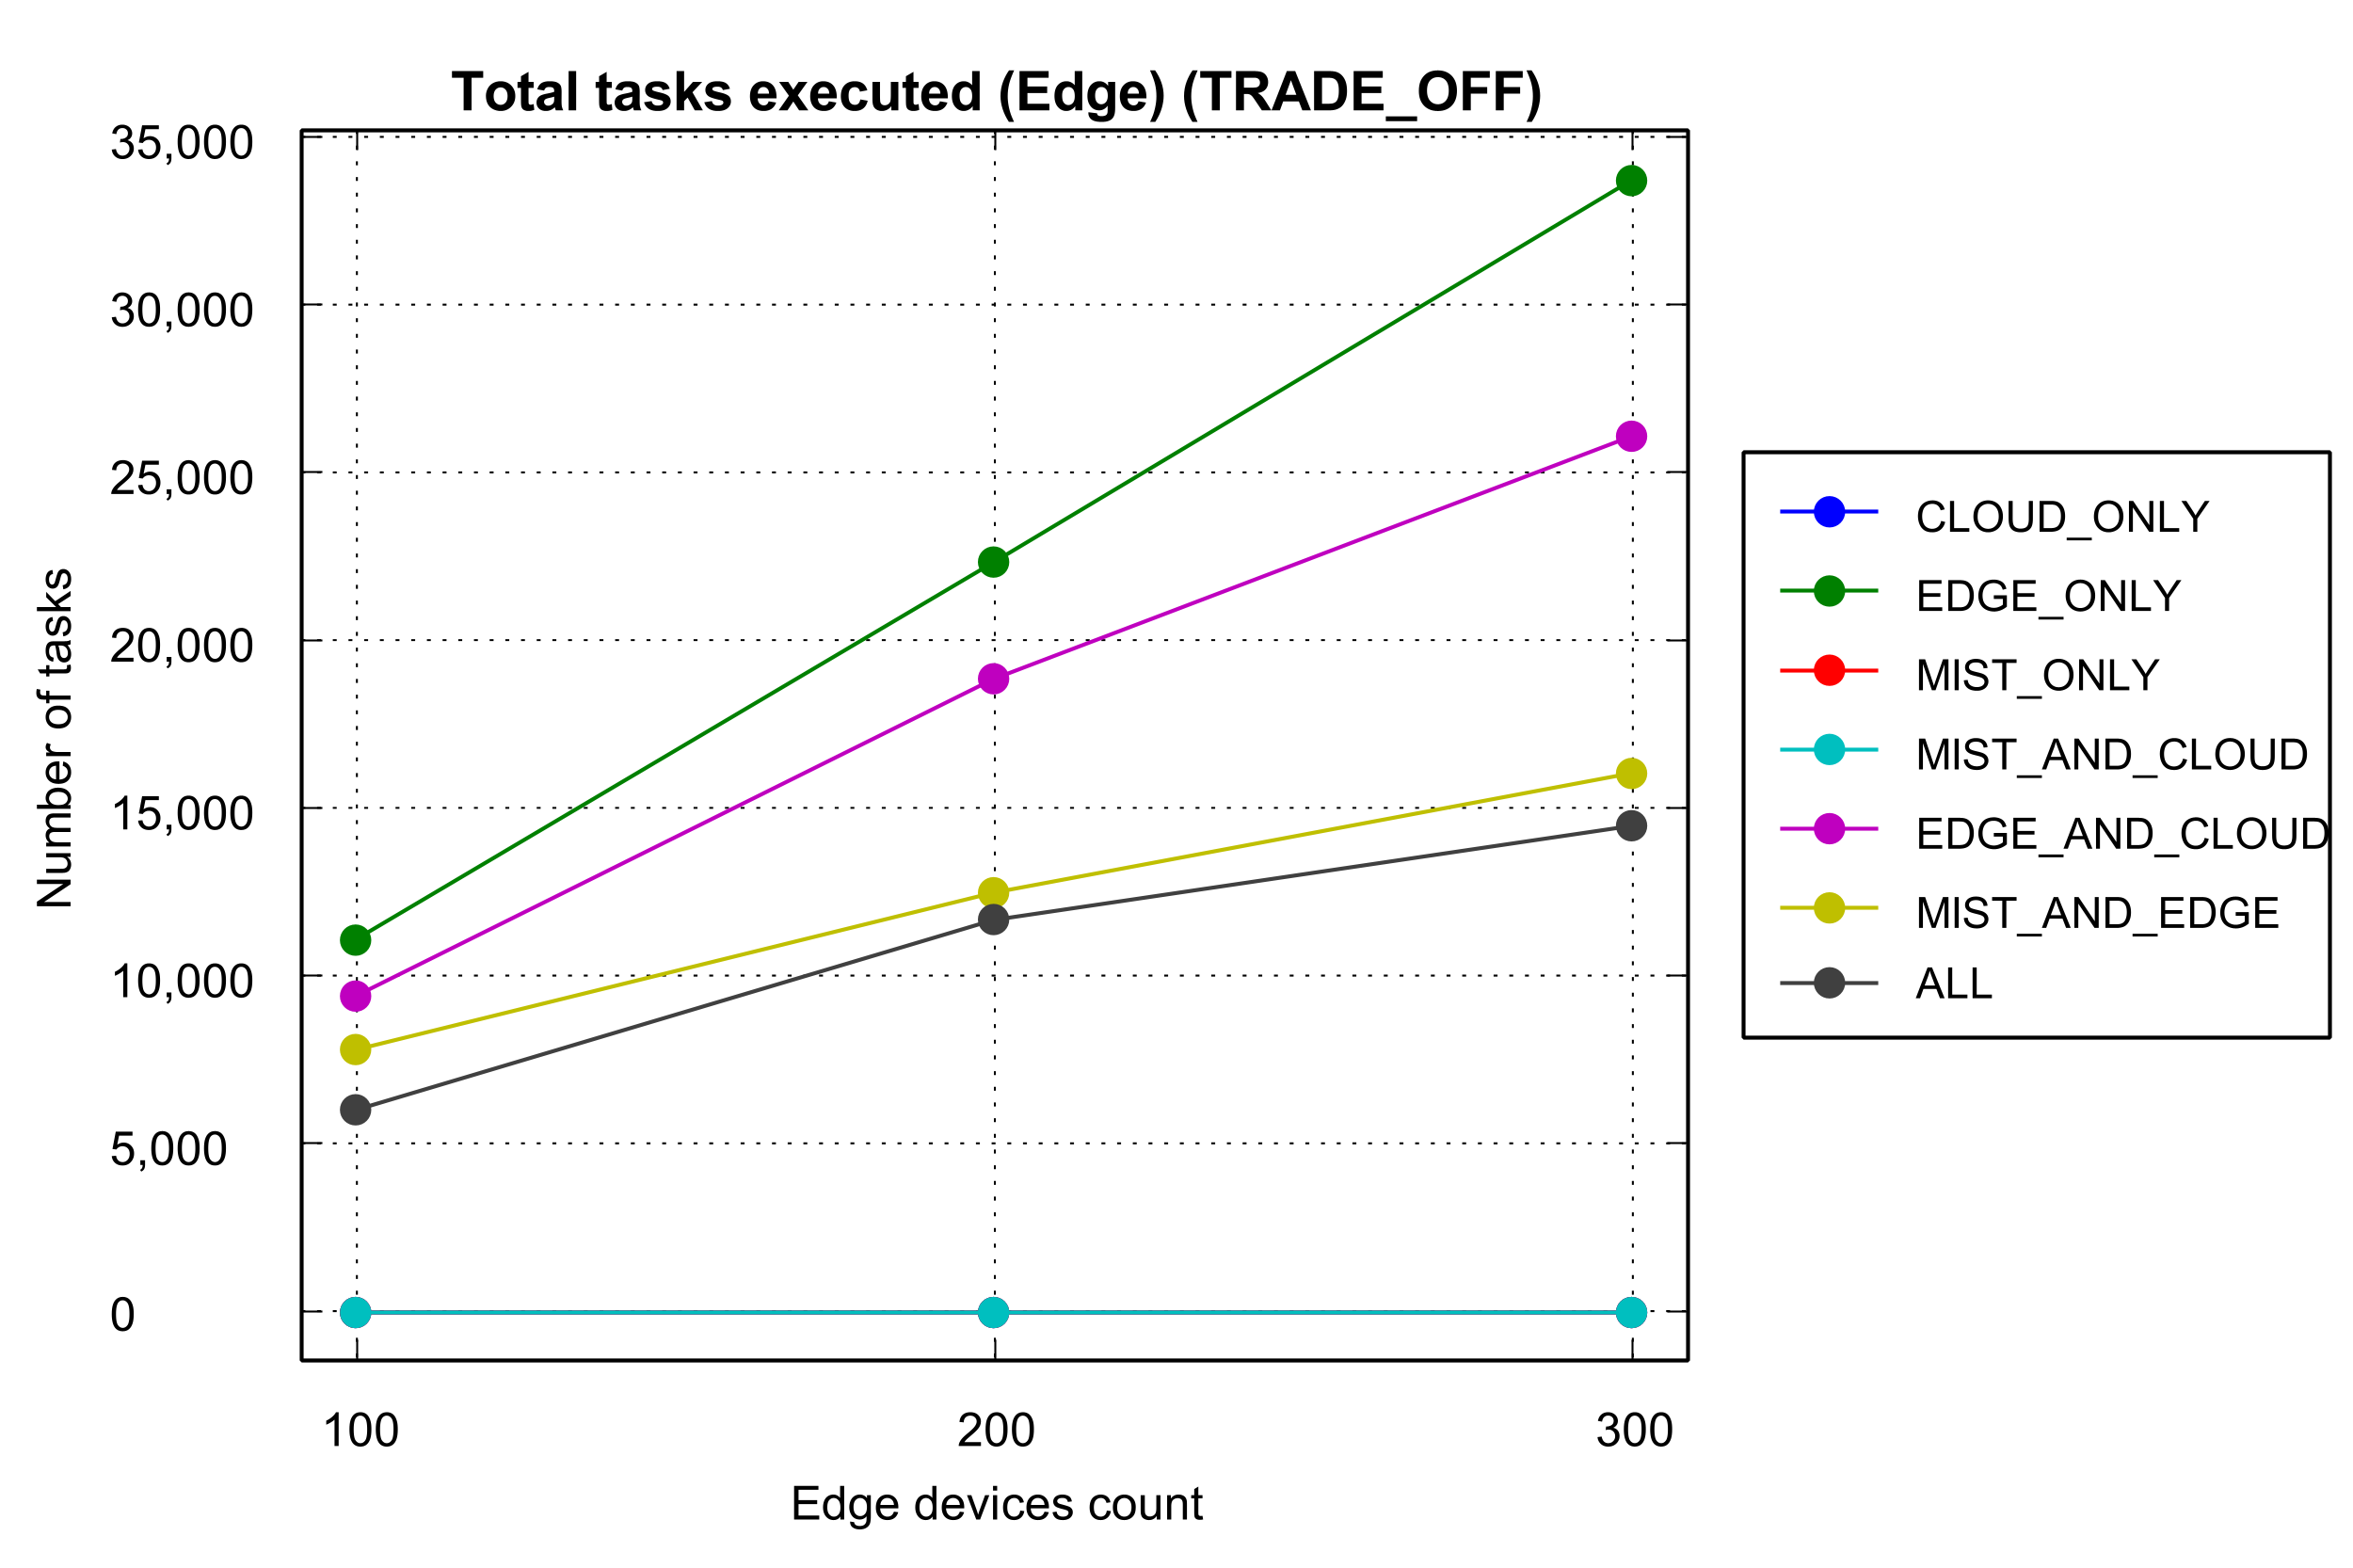 Total tasks executed (Edge) (TRADE_OFF)
35,000
30,000
25,000
20,000
15,000
10,000
5,000
0
Number of tasks
100
200
300
Edge devices count
CLOUD_ONLY
EDGE_ONLY
MIST_ONLY
MIST_AND_CLOUD
EDGE_AND_CLOUD
MIST_AND_EDGE
ALL